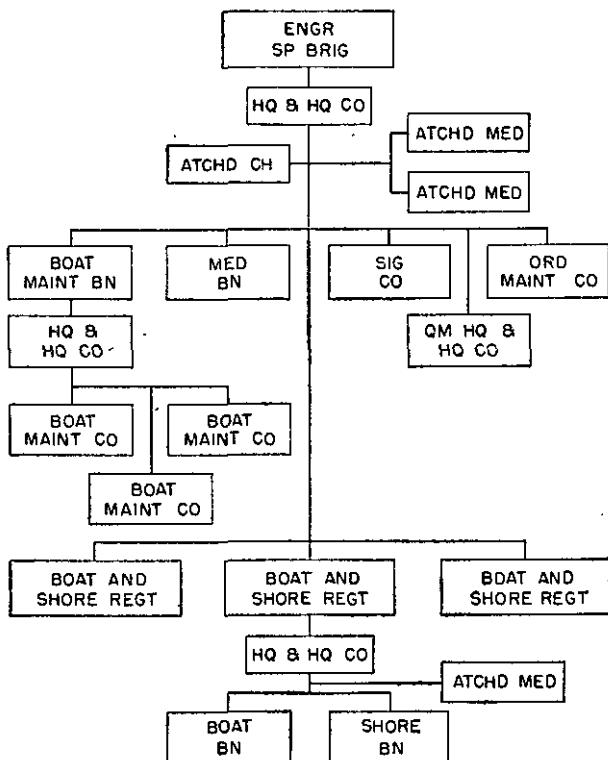 ENGR
SP BRIG
HQ & HQ CO
ATCHD MED
ATCHD CH
ATCHD MED
BOAT
MAINT BN
MED
BN
SIG
CO
ORD
MAINT CO
HQ &
HQ CO
QM HQ &
HQ CO
BOAT
MAINT CO
BOAT
MAINT CO
BOAT
MAINT CO
BOAT AND
SHORE REGT
BOAT AND
SHORE REGT
BOAT AND
SHORE REGT
HQ & HQ CO
ATCHD MED
BOAT
BN
SHORE
BN